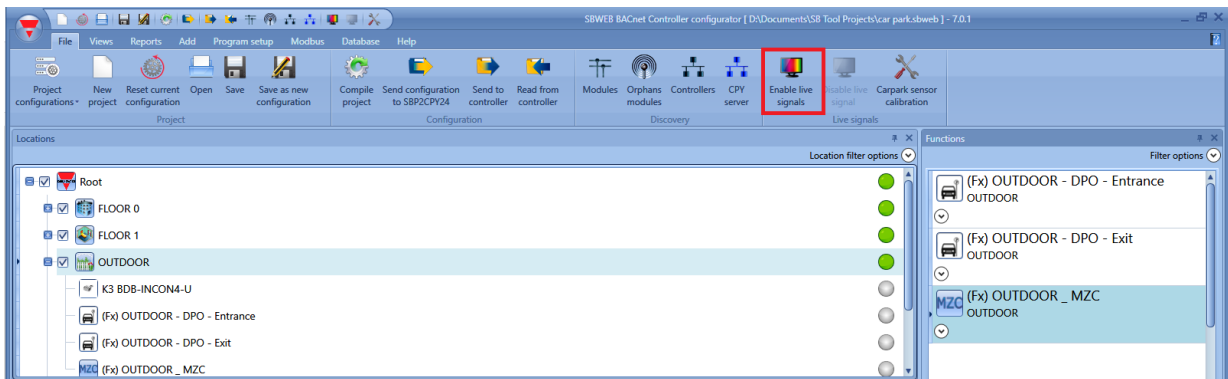 SBWEB BACnet Controller configurator [ D:\Documents\SB Tool Projects\car park.sbweb ] - 7.0.1
File Views Reports Add Program setup Modbus Database Help
Project configurations
New project
Reset current configuration
Open
Save
Save as new configuration
Compile project
Send configuration to SBP2CPY24
Send to controller
Read from controller
Modules
Orphans modules
Controllers
CPY server
Enable live signals
Disable live signal
Carpark sensor calibration
Project
Configuration
Discovery
Live signals
Locations
Location filter options
Root
FLOOR 0
FLOOR 1
OUTDOOR
K3 BDB-INCON4-U
(Fx) OUTDOOR - DPO - Entrance
(Fx) OUTDOOR - DPO - Exit
MZC (Fx) OUTDOOR _ MZC
Functions
Filter options
(Fx) OUTDOOR - DPO - Entrance
OUTDOOR
(Fx) OUTDOOR - DPO - Exit
OUTDOOR
MZC (Fx) OUTDOOR _ MZC
OUTDOOR